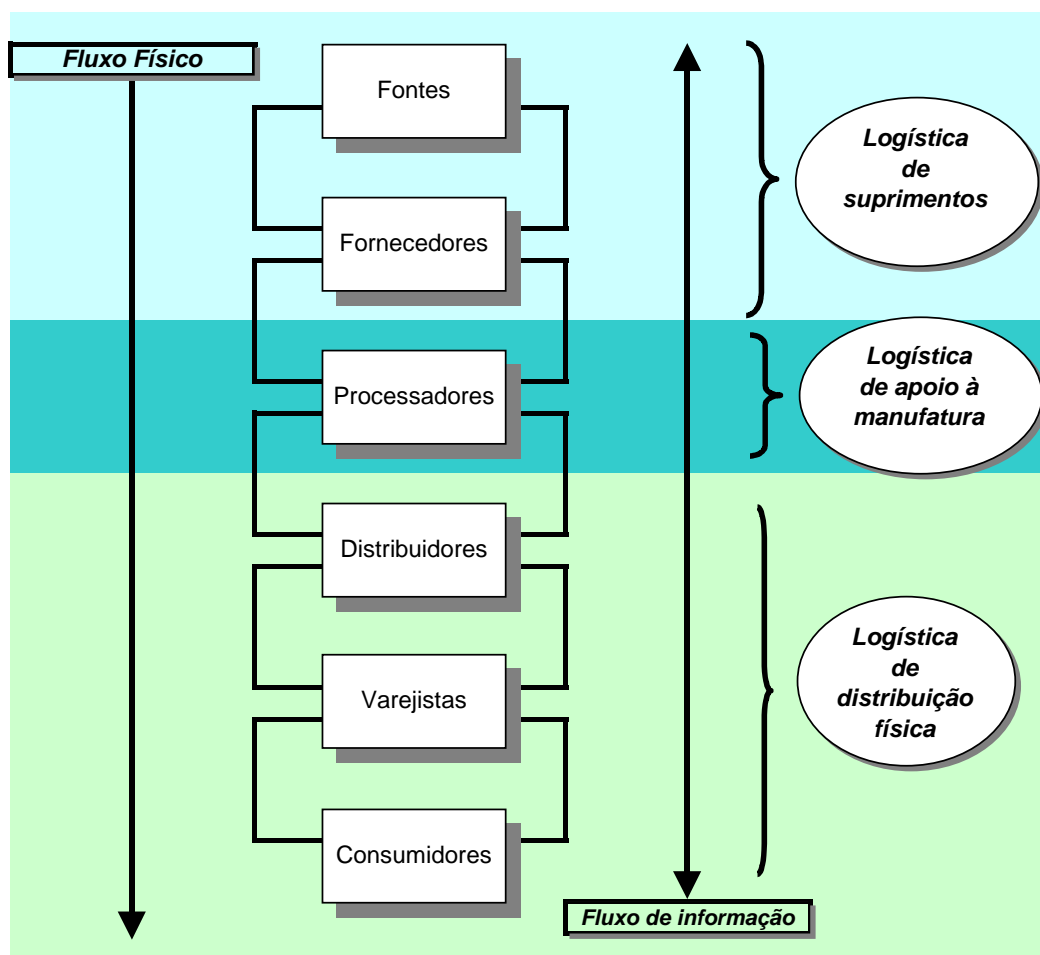 Fluxo Físico
Fontes
Logística
de
suprimentos
Fornecedores
Logística
de apoio à
manufatura
Processadores
Distribuidores
Logística
de
distribuição
física
Varejistas
Consumidores
Fluxo de informação